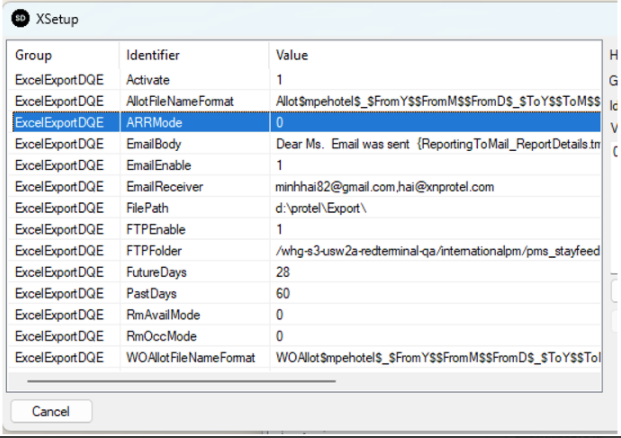 SD XSetup
Group Identifier Value
ExcelExportDQE Activate 1
ExcelExportDQE AllotFileNameFormat Allot$mpehotel$_$FromY$$FromM$$FromD$_$ToY$$ToM$$
ExcelExportDQE ARRMode 0
ExcelExportDQE EmailBody Dear Ms. Email was sent {ReportingToMail_ReportDetails.tm
ExcelExportDQE EmailEnable 1
ExcelExportDQE EmailReceiver minhhai82@gmail.com,hai@xnprotel.com
ExcelExportDQE FilePath d:\protel\Export\
ExcelExportDQE FTPEnable 1
ExcelExportDQE FTPFolder /whg-s3-usw2a-redterminal-qa/internationalpm/pms_stayfeed
ExcelExportDQE FutureDays 28
ExcelExportDQE PastDays 60
ExcelExportDQE RmAvailMode 0
ExcelExportDQE RmOccMode 0
ExcelExportDQE WOAllotFileNameFormat WOAllot$mpehotel$_$FromY$$FromM$$FromD$_$ToY$$To
Cancel